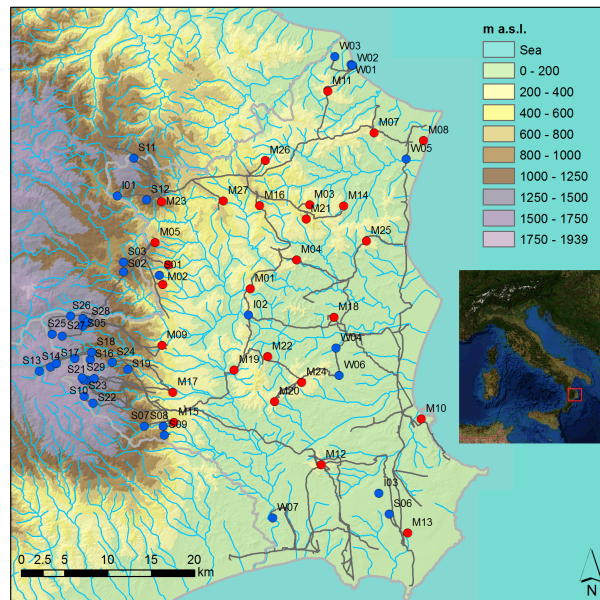 W03
W02
W01
M11
M07
M08
W05
S11
M26
I01
S12
M23
M27
M16
M03
M14
M21
M05
M25
S03
S02
S01
M02
M04
M01
I02
S26
S28
S05
S25
S27
M18
M09
S18
S17
S16
S24
S13
S14
S29
S19
W04
M22
M19
W06
M24
S21
S23
S10
S22
M17
M20
M15
S07
S08
S09
M10
M12
i03
S06
W07
M13
0 2.5 5 10 15 20
km
m a.s.l.
Sea
0 - 200
200 - 400
400 - 600
600 - 800
800 - 1000
1000 - 1250
1250 - 1500
1500 - 1750
1750 - 1939
N